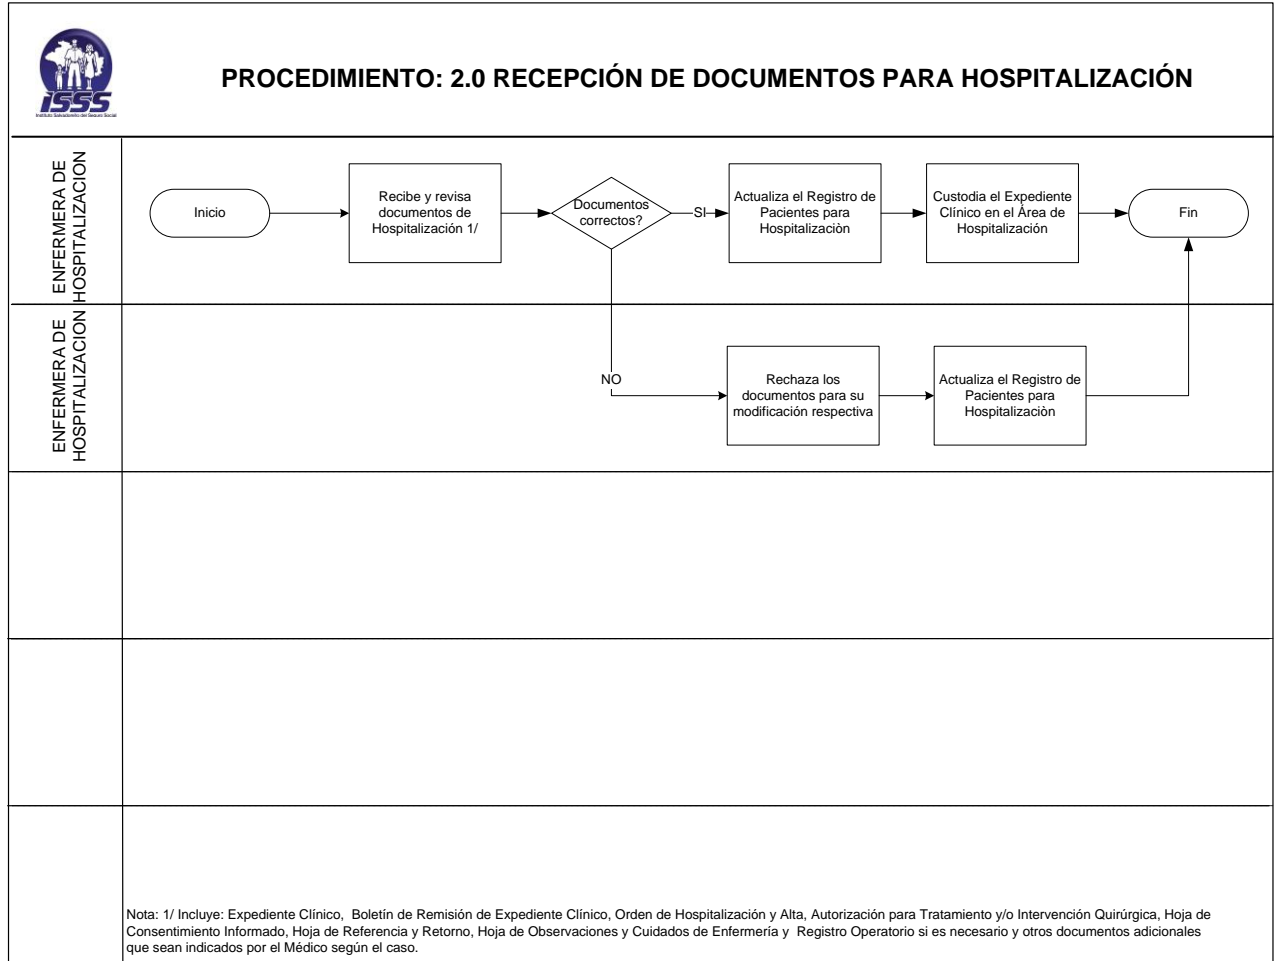 ISSS
Instituto Salvadoreño del Seguro Social
PROCEDIMIENTO: 2.0 RECEPCIÓN DE DOCUMENTOS PARA HOSPITALIZACIÓN
ENFERMERA DE
HOSPITALIZACION
Inicio
Recibe y revisa
documentos de
Hospitalización 1/
Documentos
correctos?
SI
Actualiza el Registro de
Pacientes para
Hospitalizaciòn
Custodia el Expediente
Clínico en el Área de
Hospitalización
Fin
ENFERMERA DE
HOSPITALIZACION
NO
Rechaza los
documentos para su
modificación respectiva
Actualiza el Registro de
Pacientes para
Hospitalizaciòn
Nota: 1/ Incluye: Expediente Clínico, Boletín de Remisión de Expediente Clínico, Orden de Hospitalización y Alta, Autorización para Tratamiento y/o Intervención Quirúrgica, Hoja de
Consentimiento Informado, Hoja de Referencia y Retorno, Hoja de Observaciones y Cuidados de Enfermería y Registro Operatorio si es necesario y otros documentos adicionales
que sean indicados por el Médico según el caso.